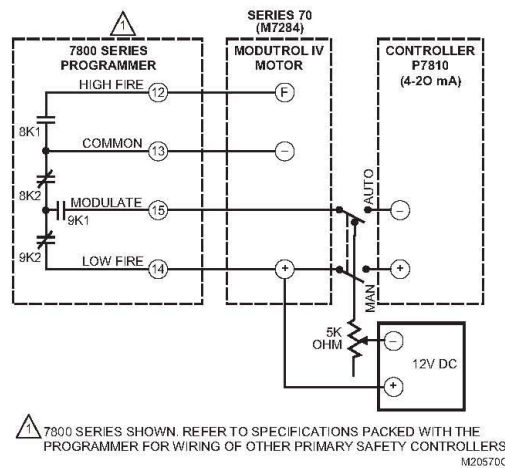 1
7800 SERIES
PROGRAMMER
SERIES 70
(M7284)
MODUTROL IV
MOTOR
CONTROLLER
P7810
(4-2O mA)
HIGH FIRE 12 F
8K1
COMMON 13 −
8K2
MODULATE 15 AUTO −
9K1
9K2
LOW FIRE 14 + MAN +
5K
OHM
−
12V DC
+
1 7800 SERIES SHOWN. REFER TO SPECIFICATIONS PACKED WITH THE
PROGRAMMER FOR WIRING OF OTHER PRIMARY SAFETY CONTROLLERS
M20570C